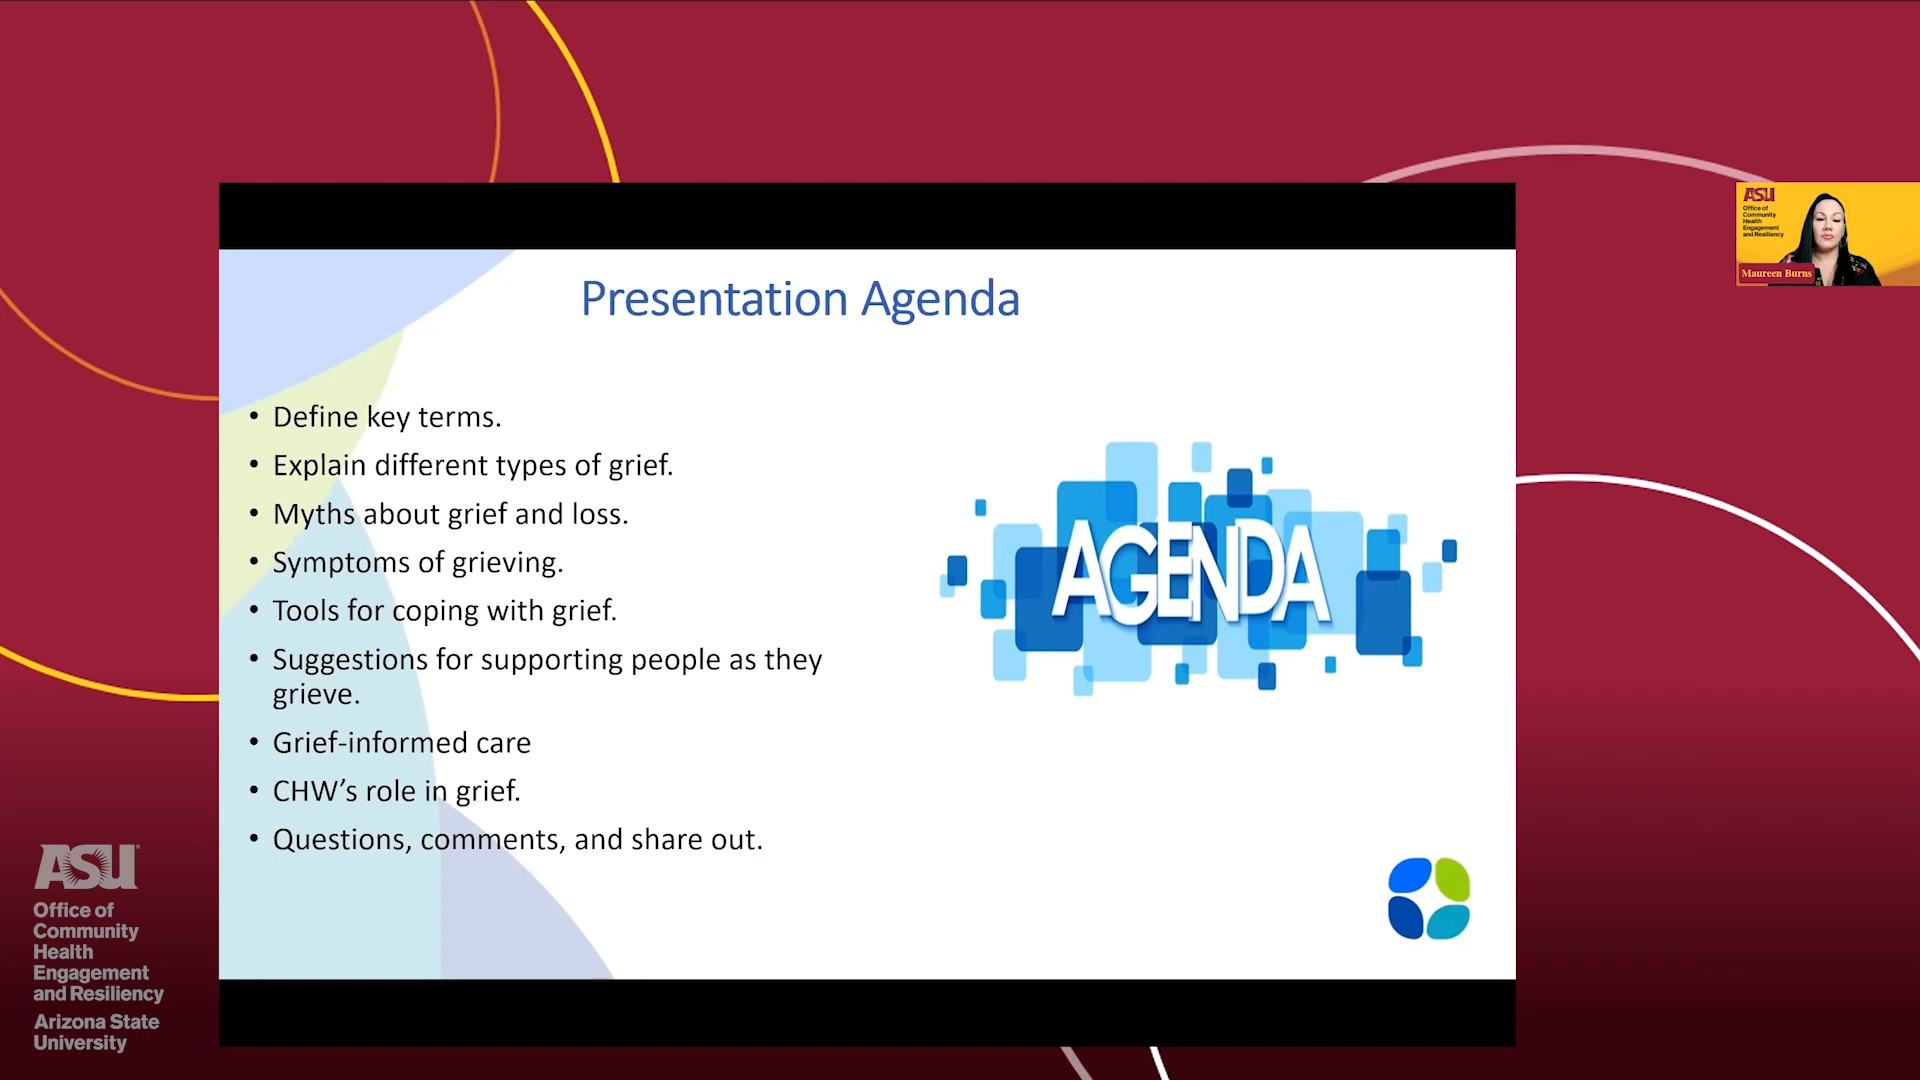 Presentation Agenda
• Define key terms.
• Explain different types of grief.
• Myths about grief and loss.
• Symptoms of grieving.
• Tools for coping with grief.
• Suggestions for supporting people as they
grieve.
• Grief-informed care
• CHW’s role in grief.
• Questions, comments, and share out.
AGENDA
ASU
Office of
Community
Health
Engagement
and Resiliency
Maureen Burns
ASU
Office of
Community
Health
Engagement
and Resiliency
Arizona State
University